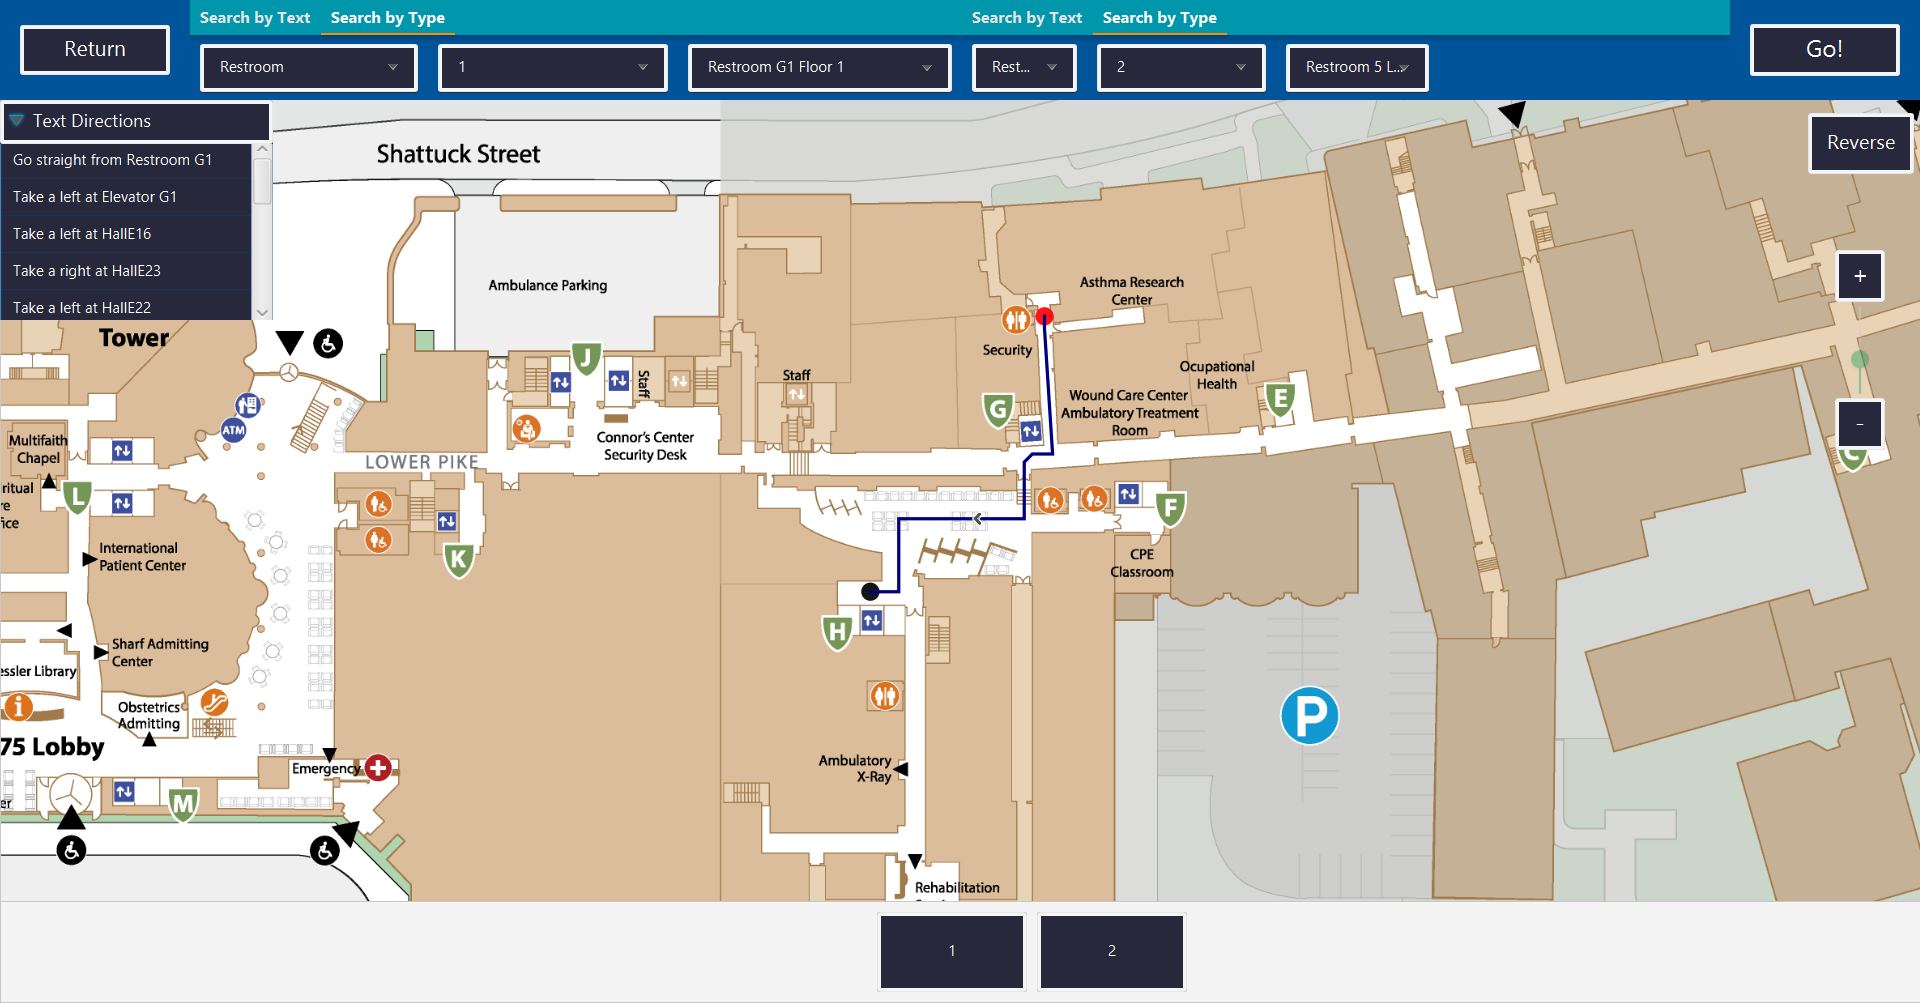 Return
Search by Text
Search by Type
Search by Text
Search by Type
Go!
Restroom
1
Restroom G1 Floor 1
Rest...
2
Restroom 5 L...
Text Directions
Go straight from Restroom G1
Take a left at Elevator G1
Take a left at HallE16
Take a right at HallE23
Take a left at HallE22
Reverse
+
-
Shattuck Street
Ambulance Parking
Asthma Research
Center
Security
Ocupational
Health
Wound Care Center
Ambulatory Treatment
Room
Tower
Staff
Staff
J
G
E
C
ATM
Multifaith
Chapel
Connor's Center
Security Desk
LOWER PIKE
L
K
F
H
M
International
Patient Center
CPE
Classroom
Sharf Admitting
Center
essler Library
i
Obstetrics
Admitting
75 Lobby
P
Emergency
Ambulatory
X-Ray
Rehabilitation
1
2